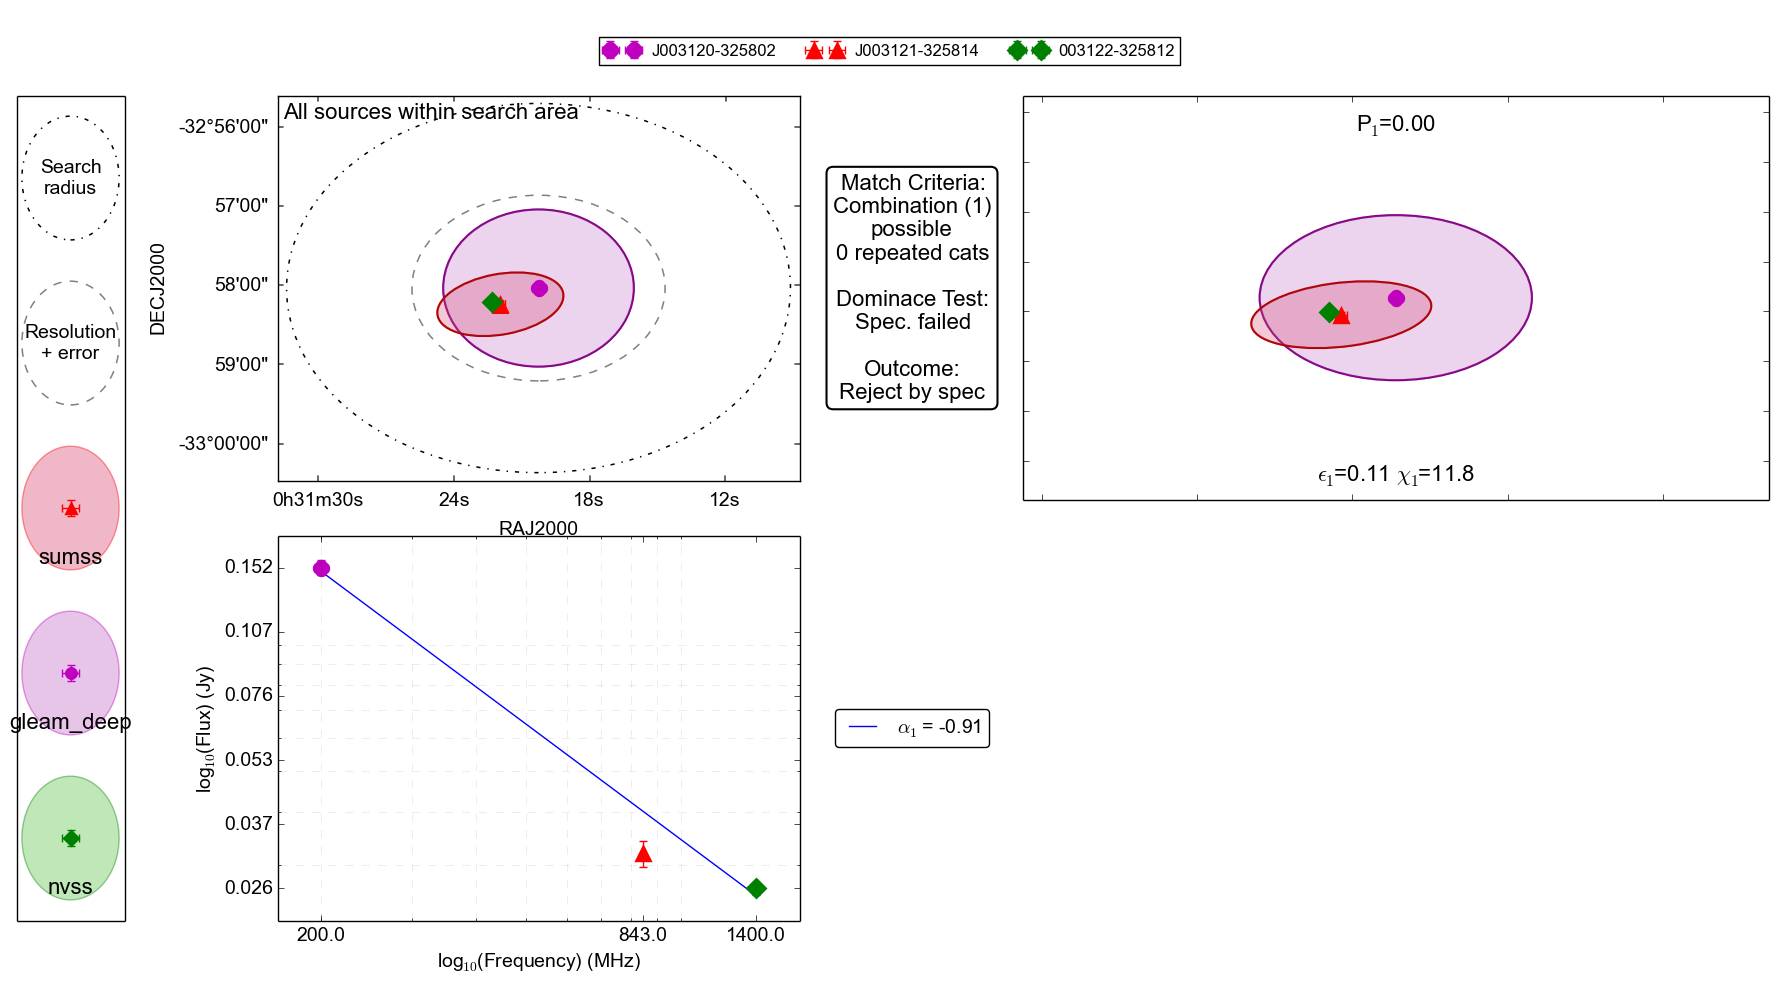 J003120-325802 J003121-325814 003122-325812
Search
radius
Resolution
+ error
sumss
gleam_deep
nvss
All sources within search area
-32°56'00"
57'00"
58'00"
59'00"
-33°00'00"
DECJ2000
0h31m30s 24s 18s 12s
RAJ2000
Match Criteria:
Combination (1)
possible
0 repeated cats
Dominace Test:
Spec. failed
Outcome:
Reject by spec
P₁=0.00
ϵ₁=0.11 χ₁=11.8
0.152
0.107
0.076
0.053
0.037
0.026
log₁₀(Flux) (Jy)
200.0 843.0 1400.0
log₁₀(Frequency) (MHz)
α₁ = -0.91